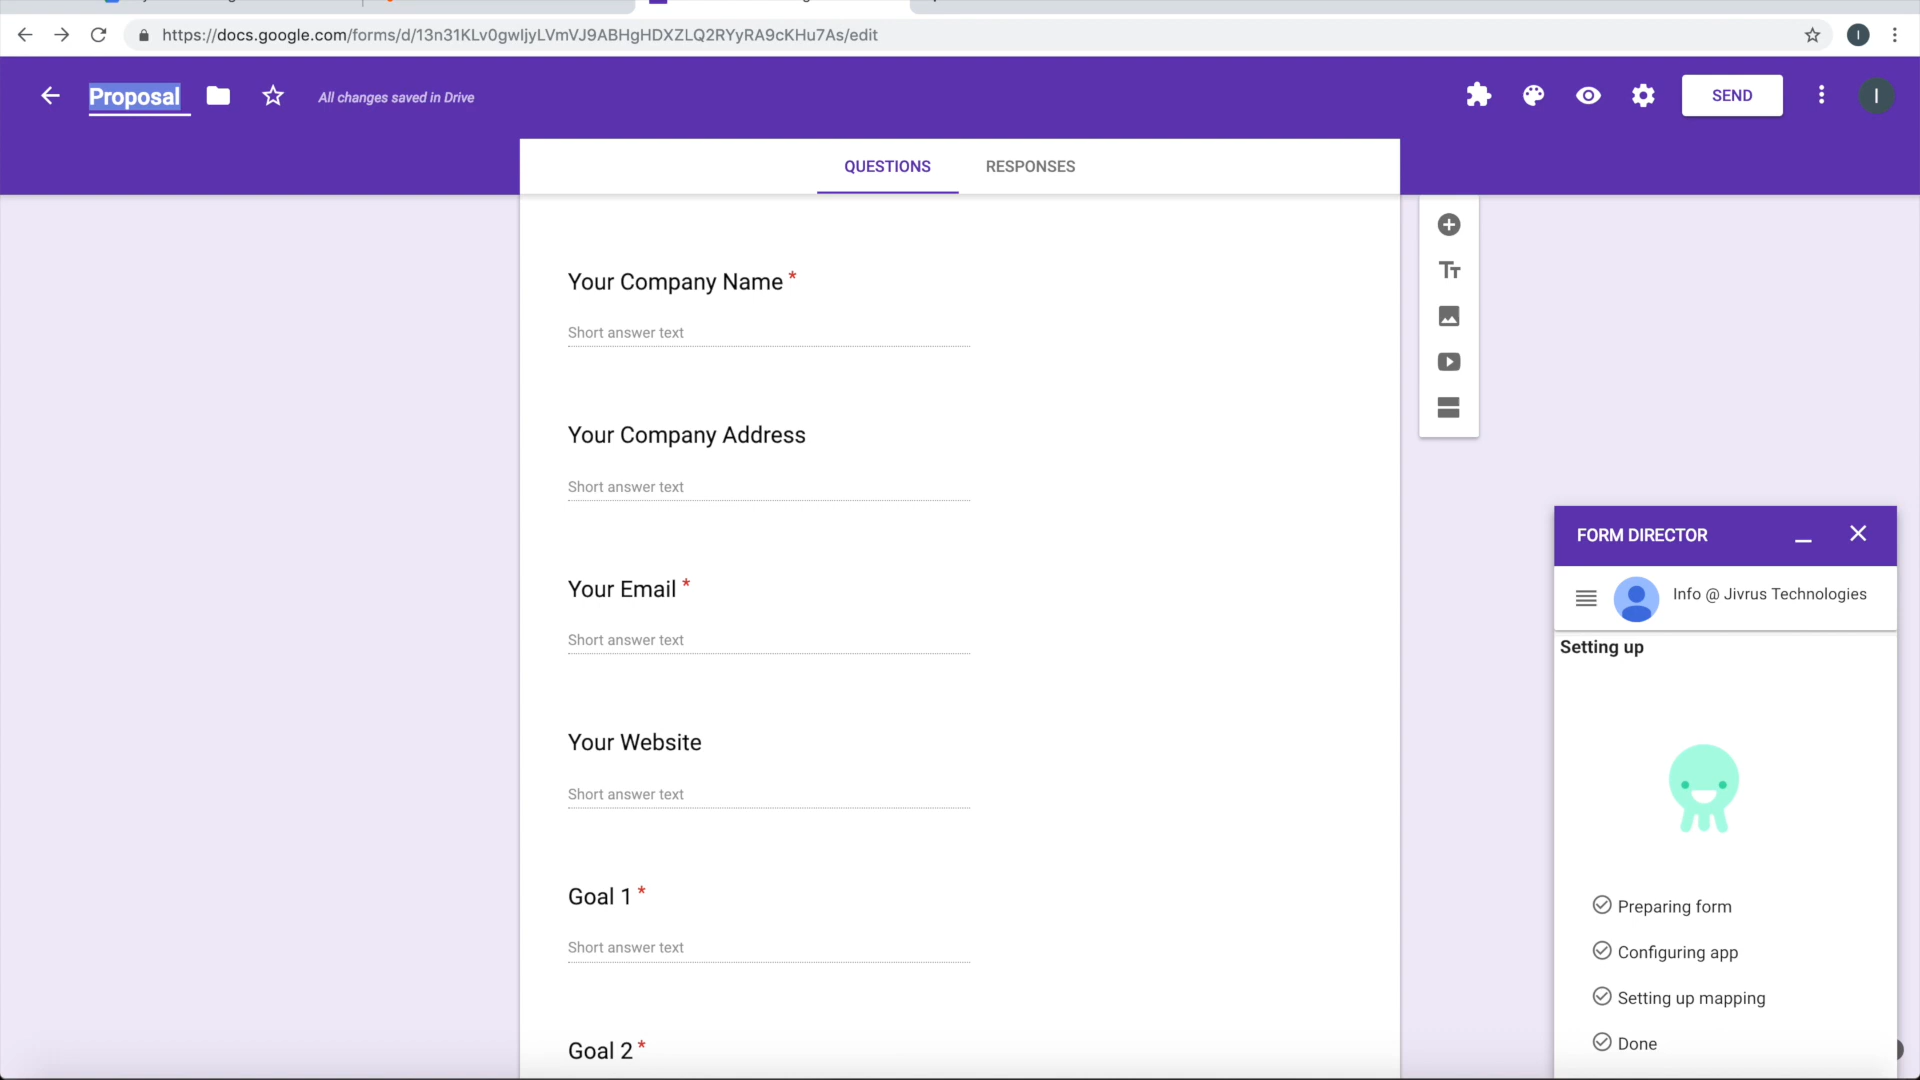 https://docs.google.com/forms/d/13n31KLv0gwIjyLVmVJ9ABHgHDXZLQ2RYyRA9cKHu7As/edit
I
Proposal
All changes saved in Drive
SEND
I
QUESTIONS
RESPONSES
Your Company Name *
Short answer text
Your Company Address
Short answer text
Your Email *
Short answer text
Your Website
Short answer text
Goal 1 *
Short answer text
Goal 2 *
Tт
FORM DIRECTOR
Info @ Jivrus Technologies
Setting up
Preparing form
Configuring app
Setting up mapping
Done